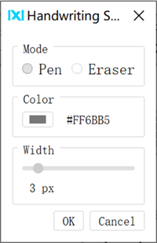 Handwriting S...
Mode
Pen Eraser
Color
#FF6BB5
Width
3 px
OK Cancel